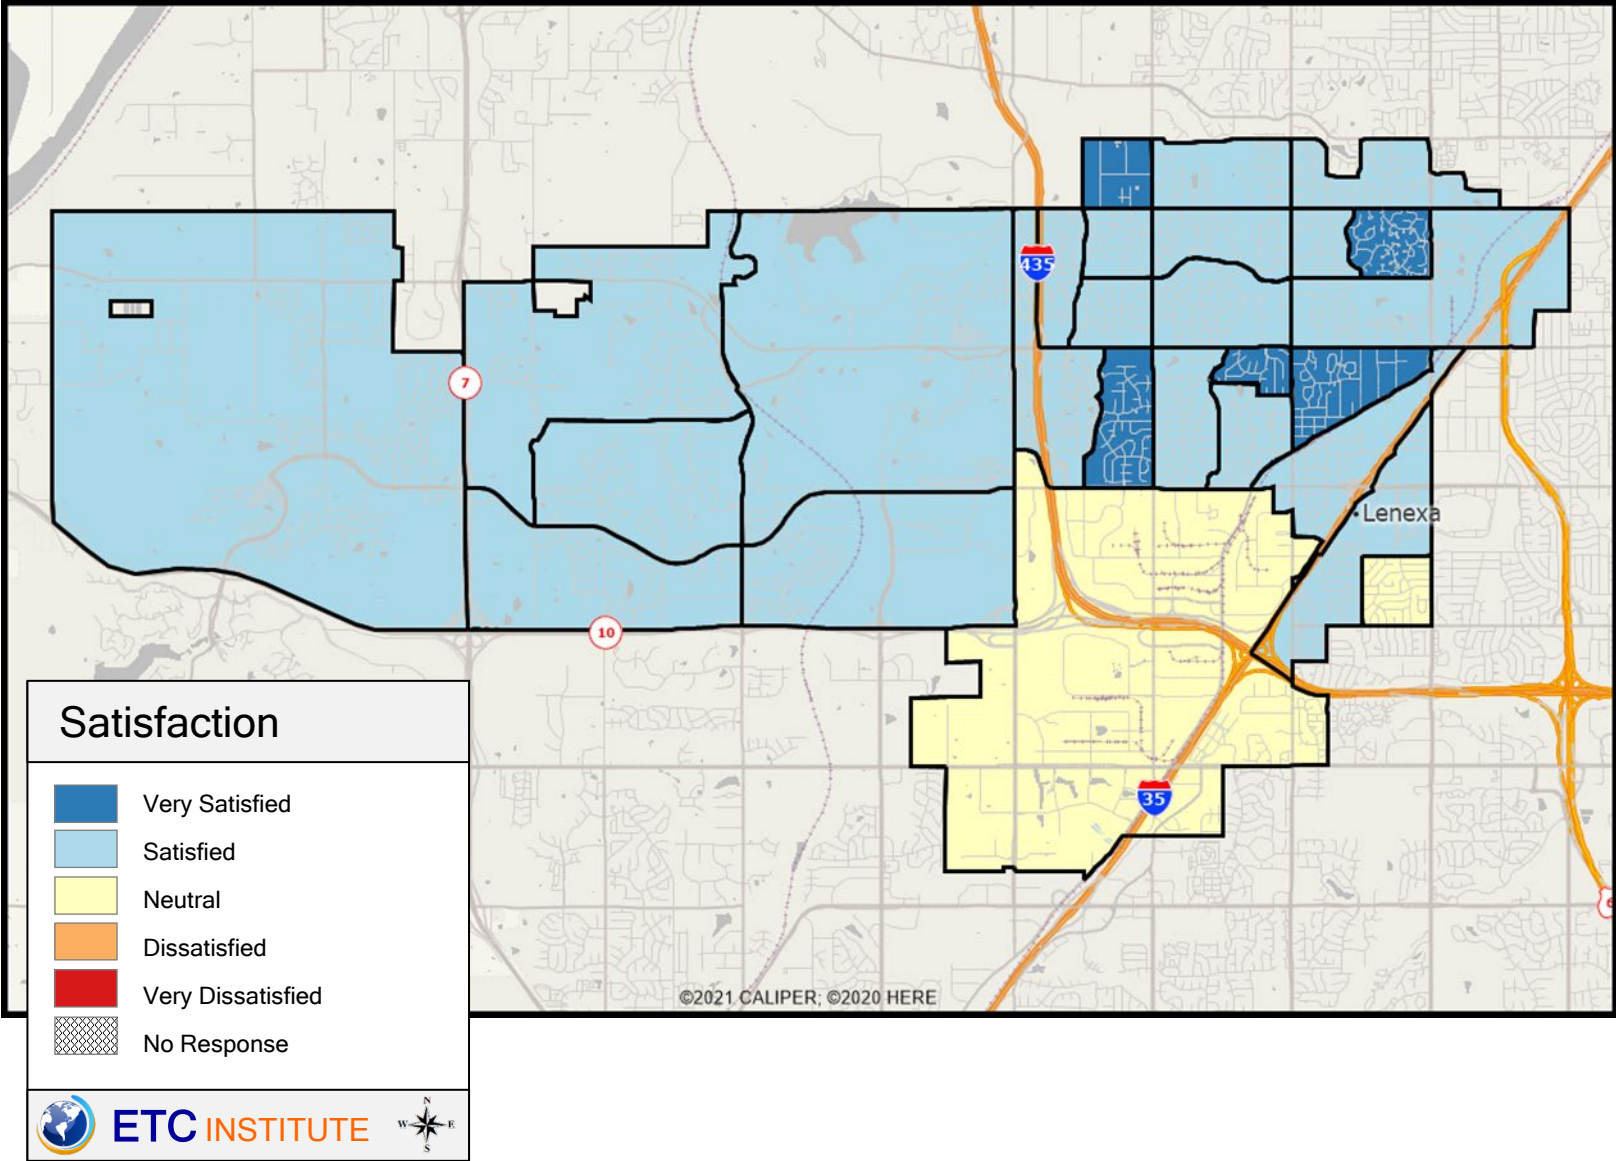 435
7
Lenexa
10
35
6
©2021 CALIPER; ©2020 HERE
Satisfaction
Very Satisfied
Satisfied
Neutral
Dissatisfied
Very Dissatisfied
No Response
ETC INSTITUTE
N
W E
S